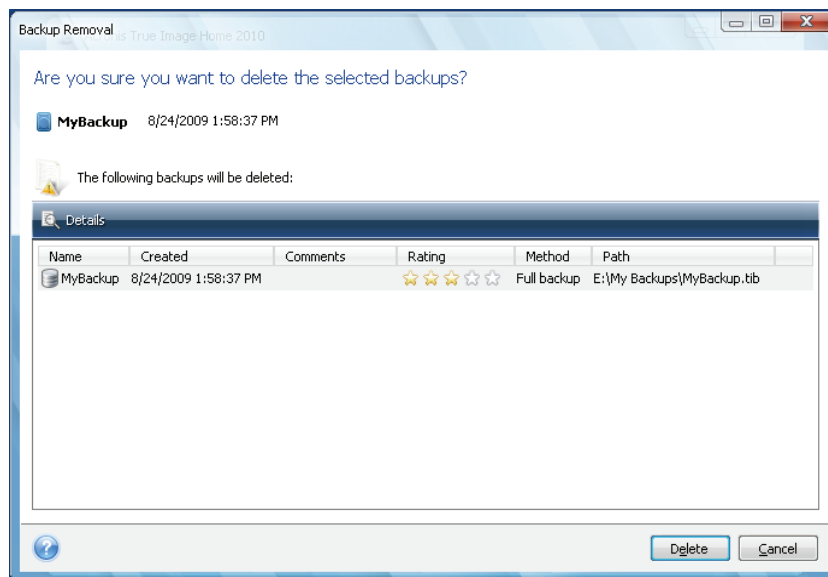 Backup Removal
True Image Home 2010
Are you sure you want to delete the selected backups?
MyBackup 8/24/2009 1:58:37 PM
The following backups will be deleted:
Details
Name Created Comments Rating Method Path
MyBackup 8/24/2009 1:58:37 PM Full backup E:\My Backups\MyBackup.tib
Delete Cancel